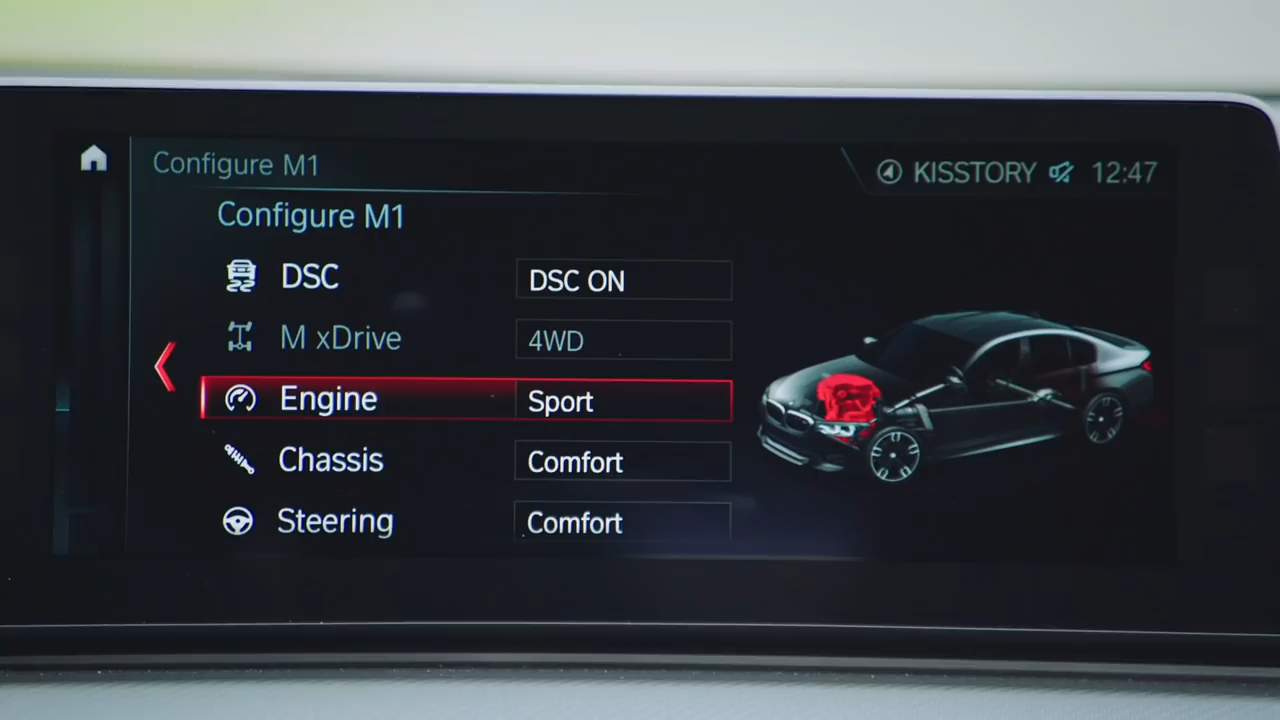 Configure M1
KISSTORY 12:47
Configure M1
DSC DSC ON
M xDrive 4WD
Engine Sport
Chassis Comfort
Steering Comfort